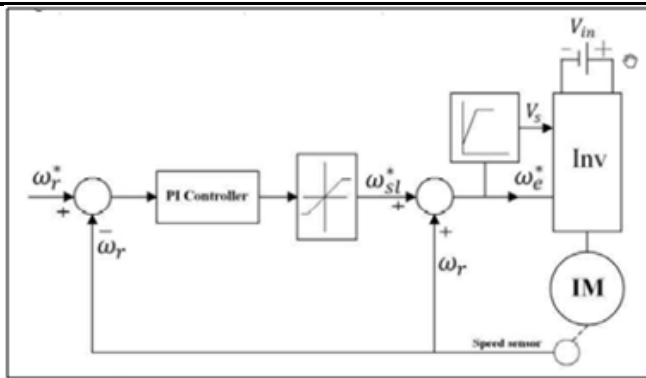 V_in
- +
V_s
Inv
ω_r*
+
−
ω_r
PI Controller
ω_sl*
+
+
ω_r
ω_e*
IM
Speed sensor